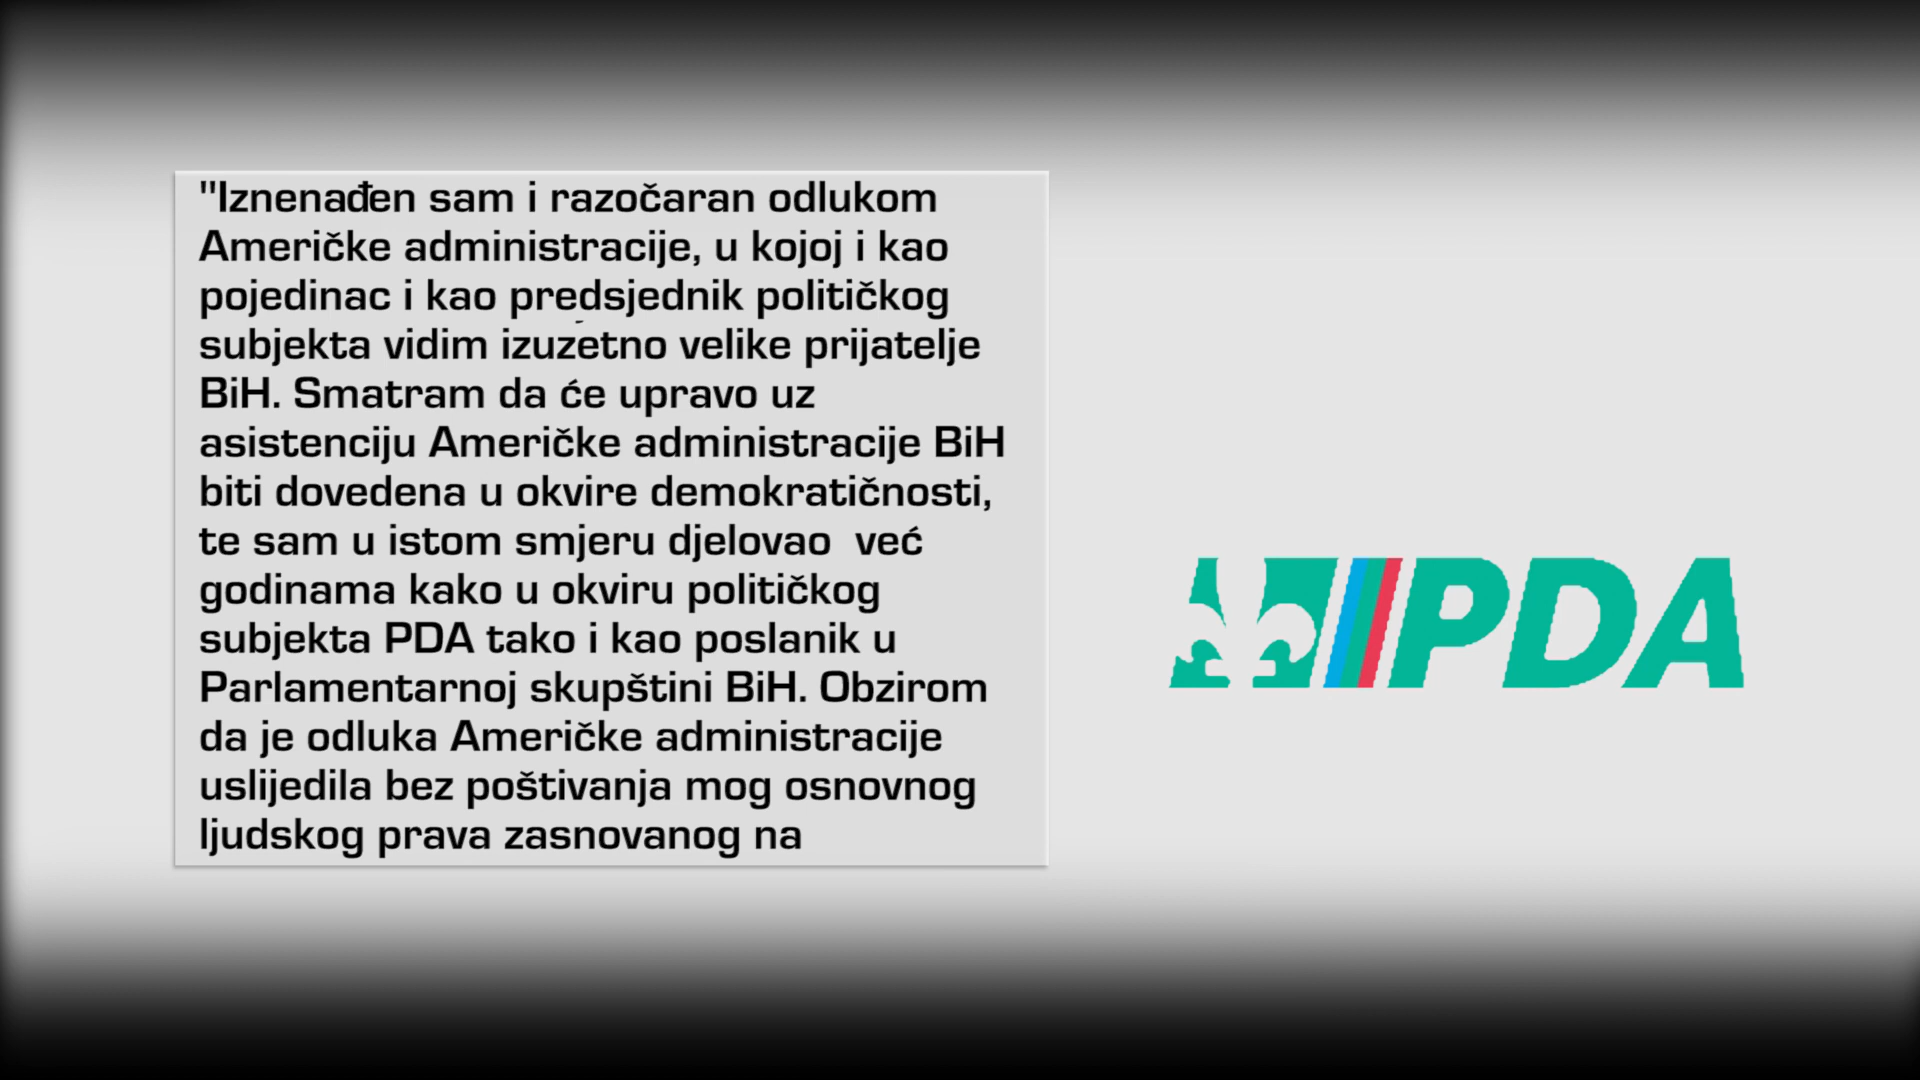 "Iznenađen sam i razočaran odlukom
Američke administracije, u kojoj i kao
pojedinac i kao predsjednik političkog
subjekta vidim izuzetno velike prijatelje
BiH. Smatram da će upravo uz
asistenciju Američke administracije BiH
biti dovedena u okvire demokratičnosti,
te sam u istom smjeru djelovao  već
godinama kako u okviru političkog
subjekta PDA tako i kao poslanik u
Parlamentarnoj skupštini BiH. Obzirom
da je odluka Američke administracije
uslijedila bez poštivanja mog osnovnog
ljudskog prava zasnovanog na
PDA